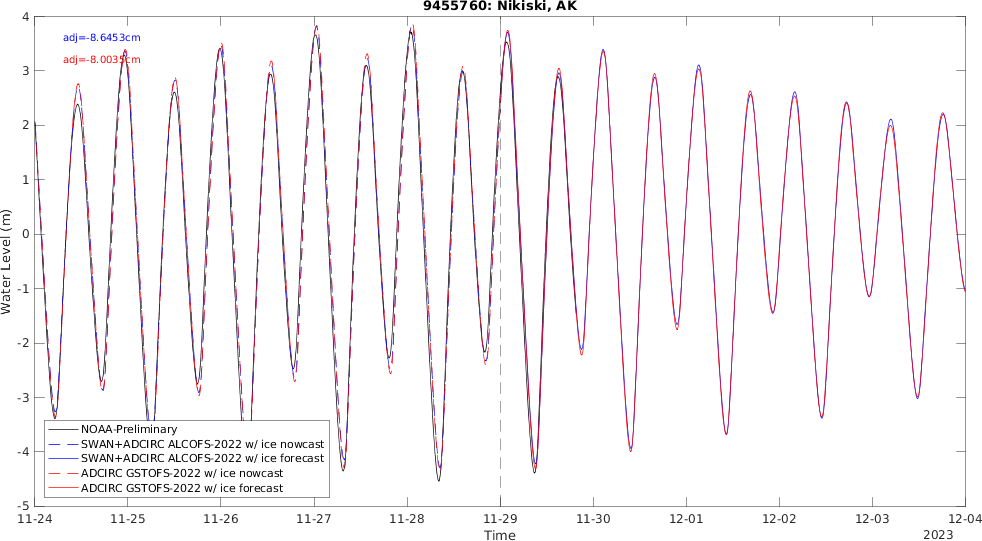 9455760: Nikiski, AK
adj=-8.6453cm
adj=-8.0035cm
Water Level (m)
4
3
2
1
0
-1
-2
-3
-4
-5
NOAA-Preliminary
SWAN+ADCIRC ALCOFS-2022 w/ ice nowcast
SWAN+ADCIRC ALCOFS-2022 w/ ice forecast
ADCIRC GSTOFS-2022 w/ ice nowcast
ADCIRC GSTOFS-2022 w/ ice forecast
11-24 11-25 11-26 11-27 11-28 11-29 11-30 12-01 12-02 12-03 12-04
Time
2023